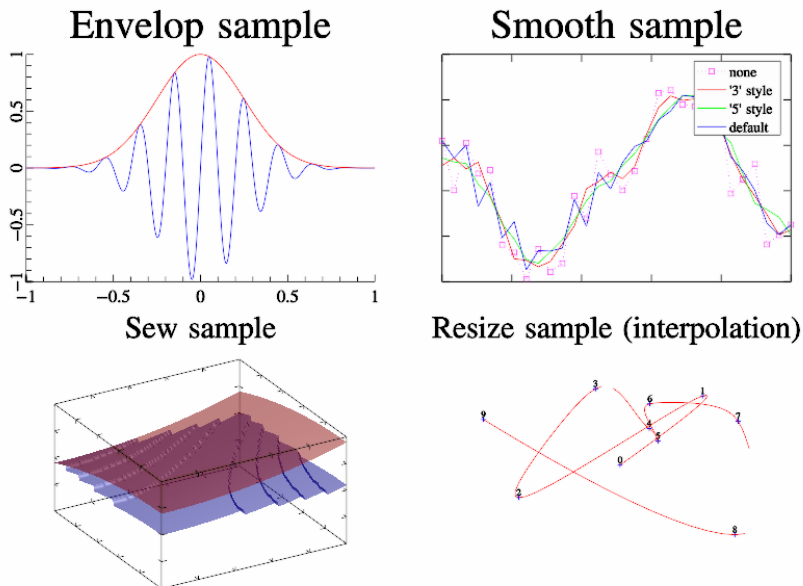 Envelop sample
Smooth sample
1
0.5
0
−0.5
−1
−1
−0.5
0
0.5
1
none
'3' style
'5' style
default
Sew sample
Resize sample (interpolation)
3
1
6
9
7
4
5
0
2
8